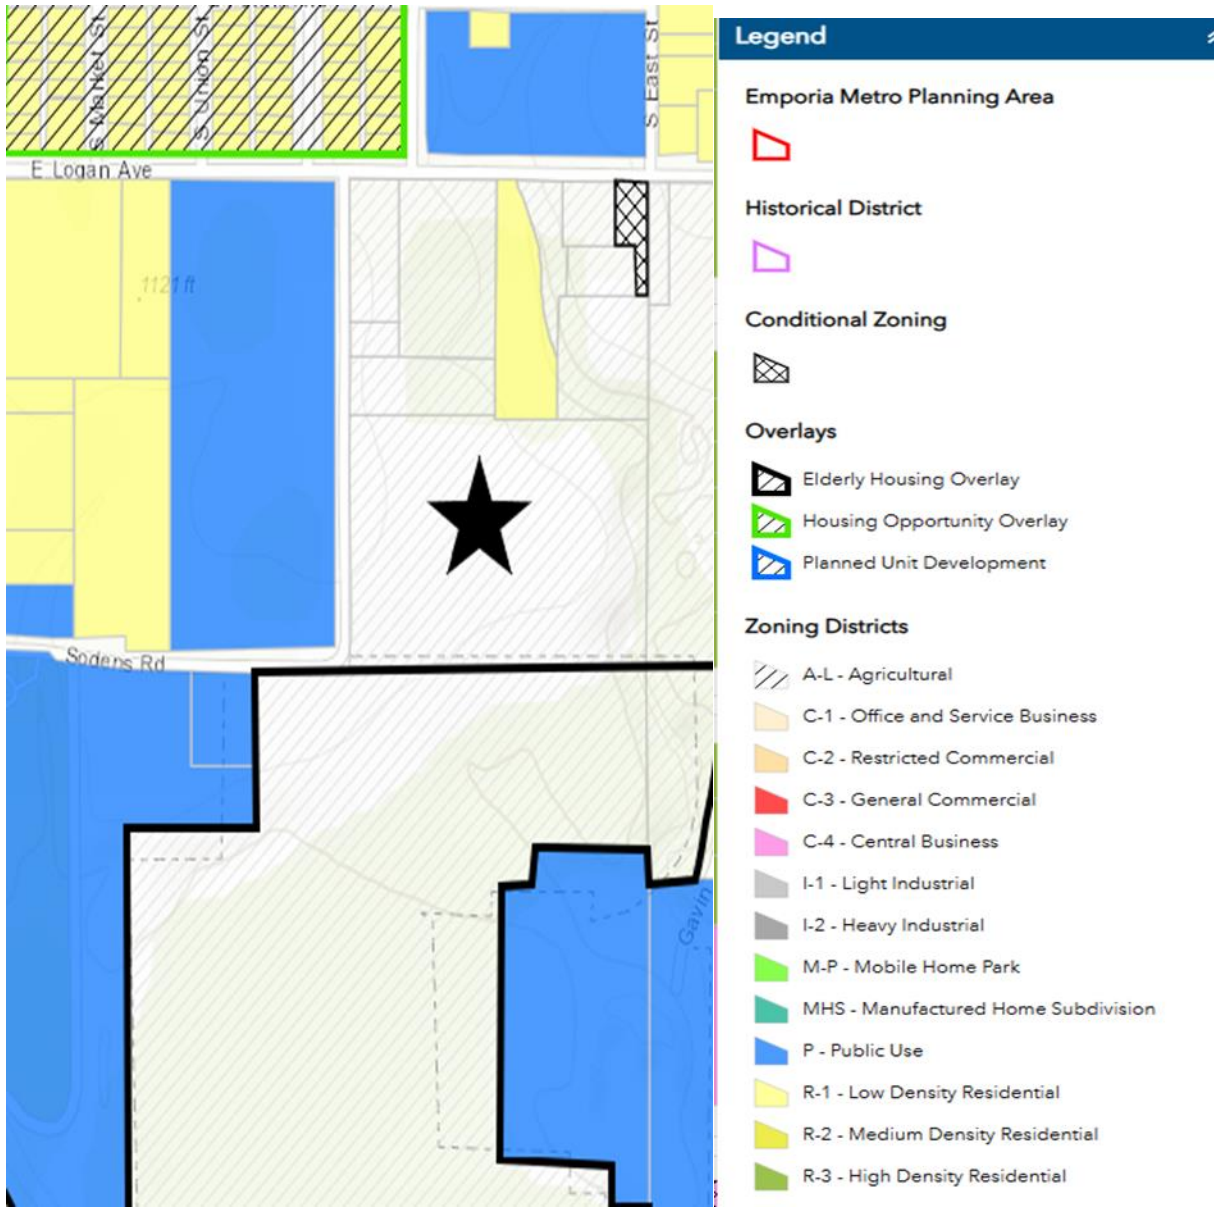 S Market St
S Union St
S East St
E Logan Ave
1121 ft
Sodens Rd
Gavin
Legend
Emporia Metro Planning Area
Historical District
Conditional Zoning
Overlays
Elderly Housing Overlay
Housing Opportunity Overlay
Planned Unit Development
Zoning Districts
A-L - Agricultural
C-1 - Office and Service Business
C-2 - Restricted Commercial
C-3 - General Commercial
C-4 - Central Business
I-1 - Light Industrial
I-2 - Heavy Industrial
M-P - Mobile Home Park
MHS - Manufactured Home Subdivision
P - Public Use
R-1 - Low Density Residential
R-2 - Medium Density Residential
R-3 - High Density Residential